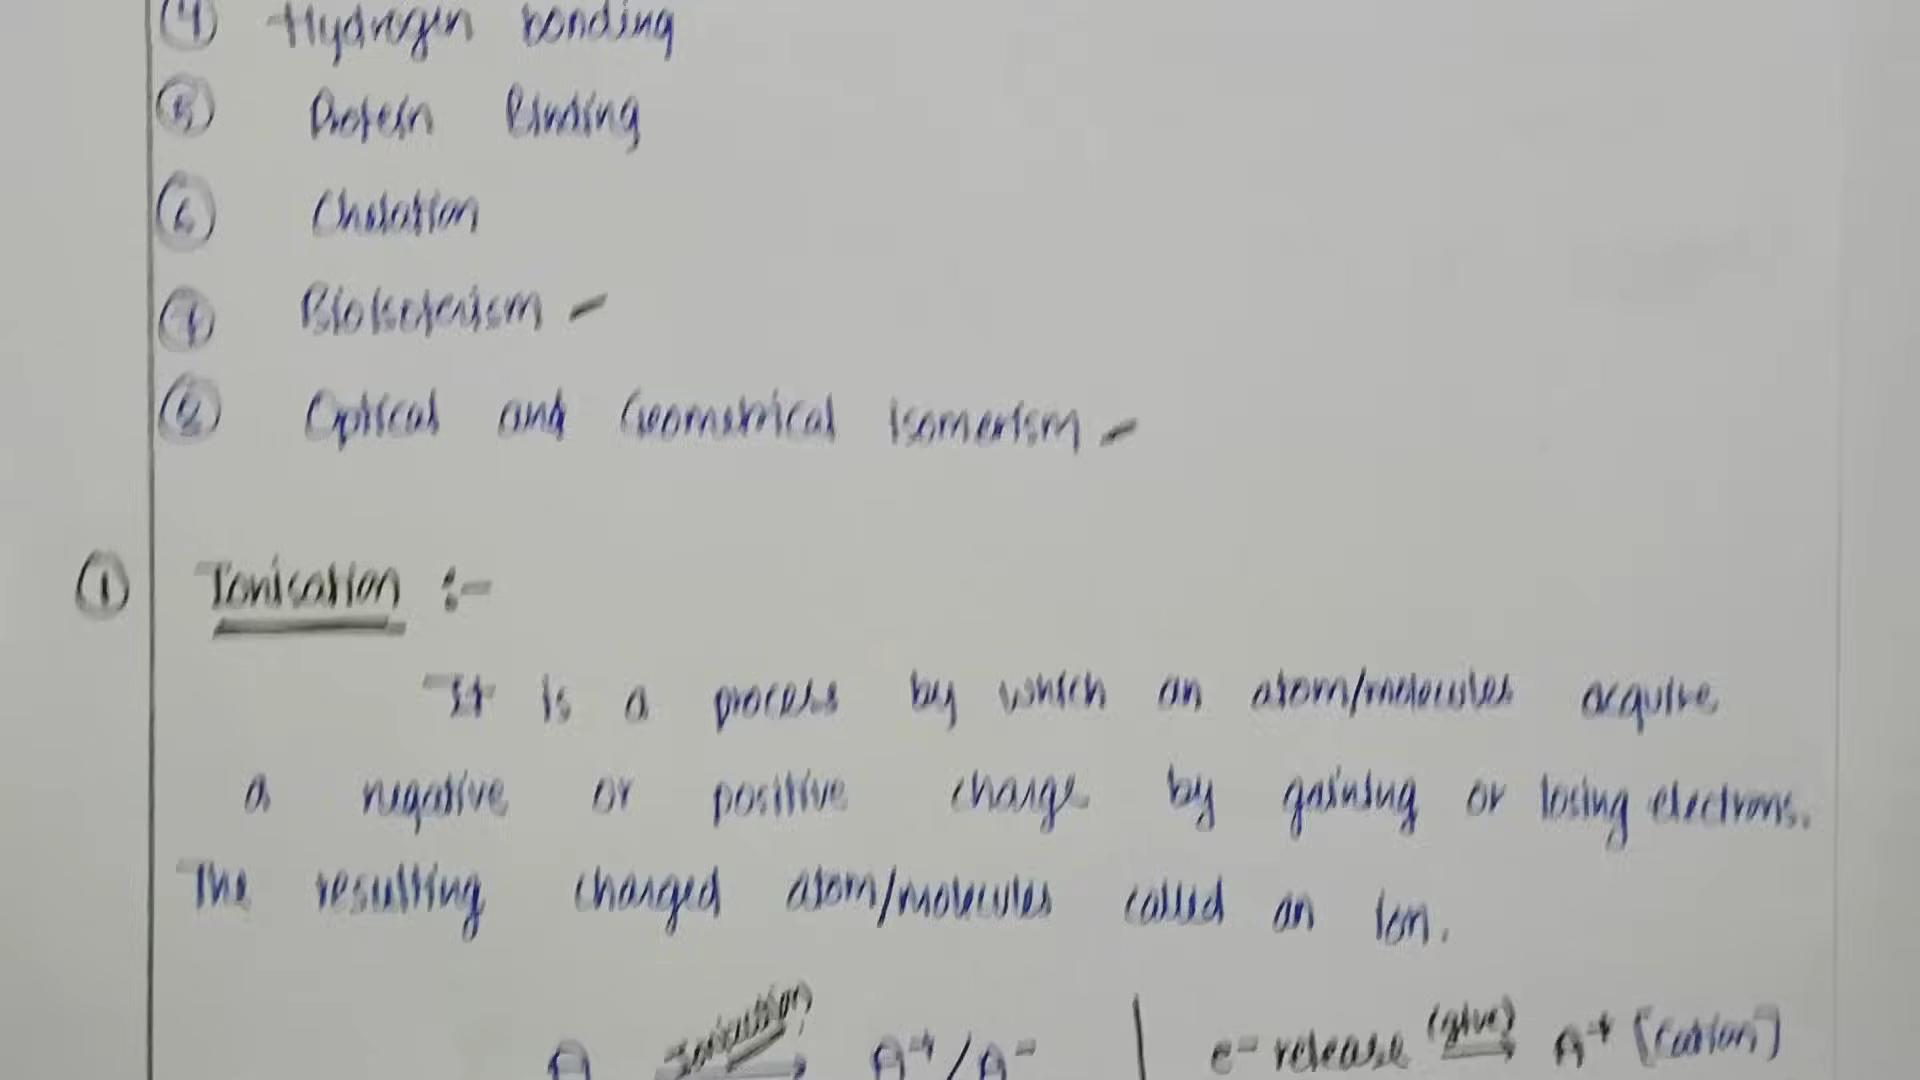 (4) Hydrogen bonding
(5) Protein Binding
(6) Chelation
(7) Bioisoterism -
(8) Optical and Geometrical isomerism -
(1) Ionisation :-
It is a process by which an atom/molecules acquire
a negative or positive charge by gaining or losing electrons.
The resulting charged atom/molecules called an Ion.
A Ionisation → A+/A- | e- release (give) → A+ [Cation]